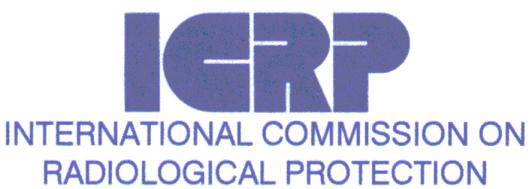 ICRP
INTERNATIONAL COMMISSION ON
RADIOLOGICAL PROTECTION